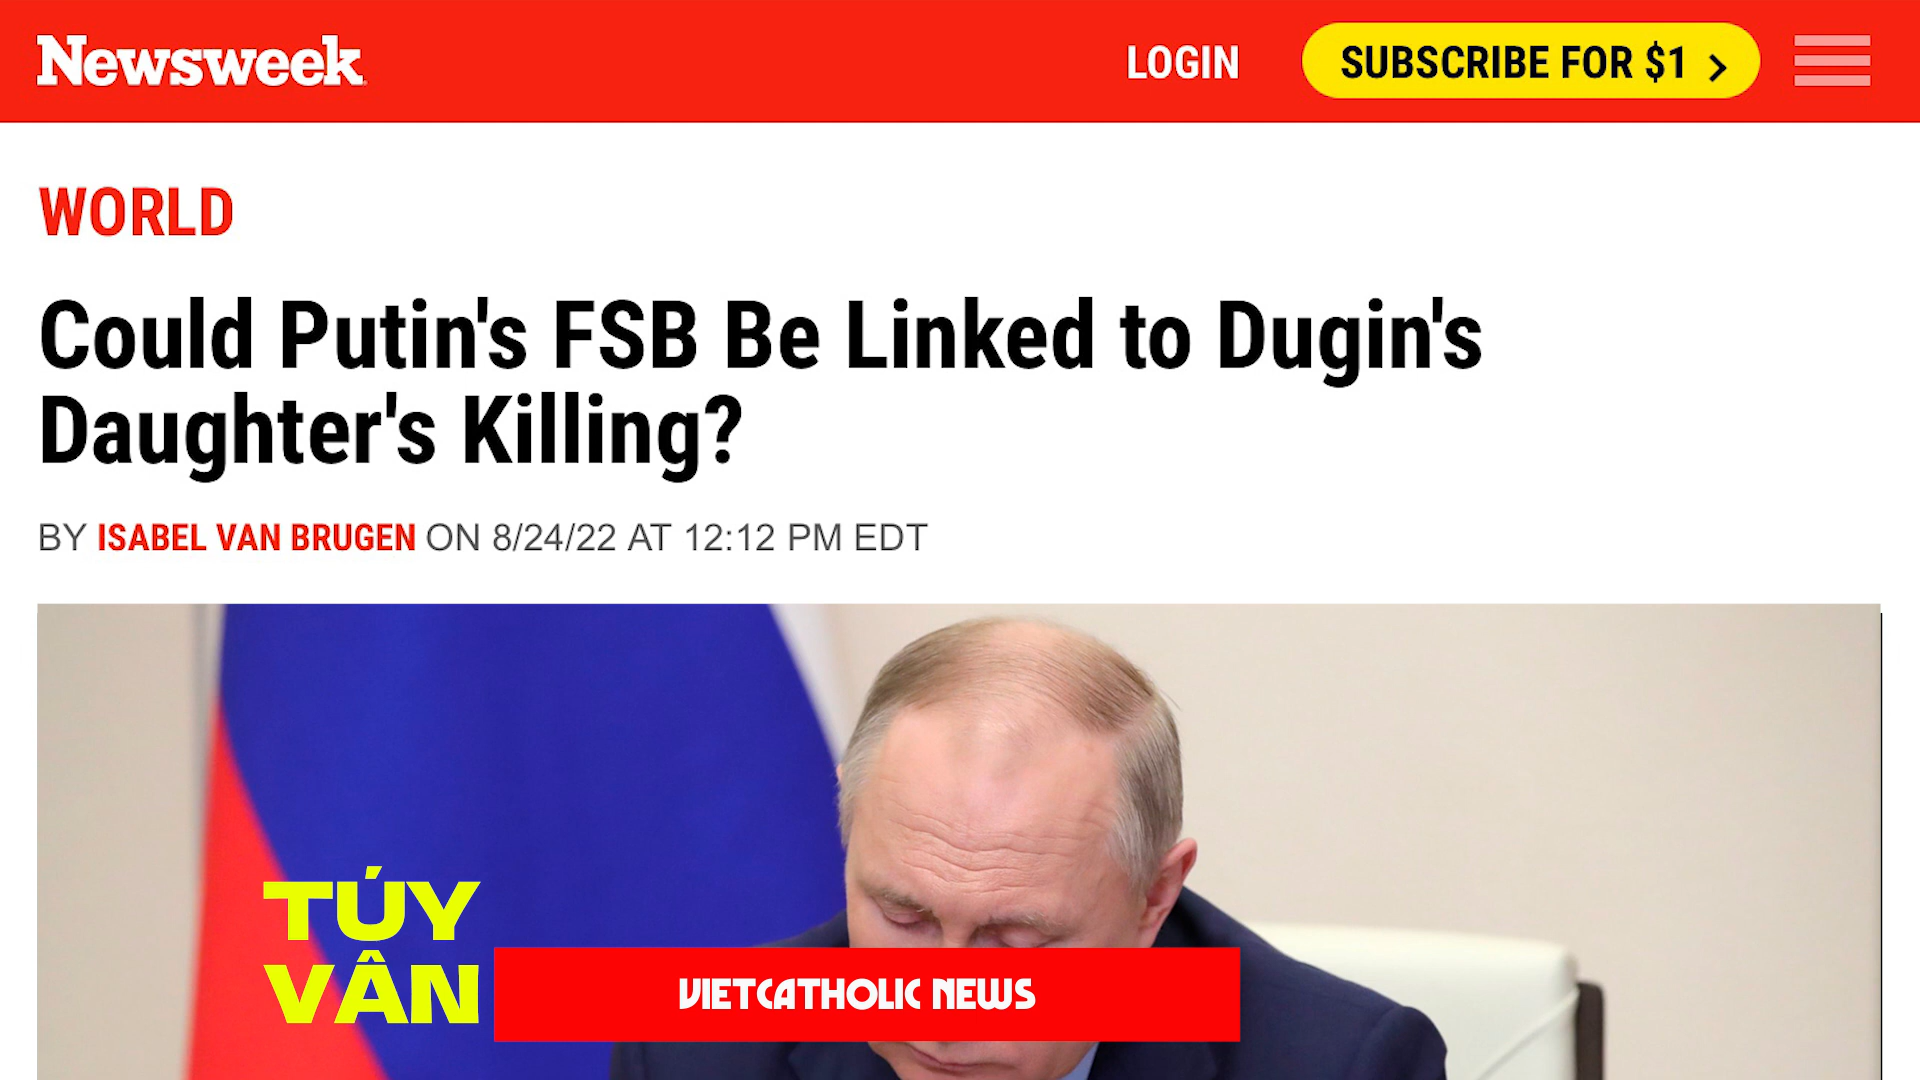 Newsweek
LOGIN
SUBSCRIBE FOR $1
WORLD
Could Putin's FSB Be Linked to Dugin's
Daughter's Killing?
BY ISABEL VAN BRUGEN ON 8/24/22 AT 12:12 PM EDT
TÚY
VÂN
VIETCATHOLIC NEWS